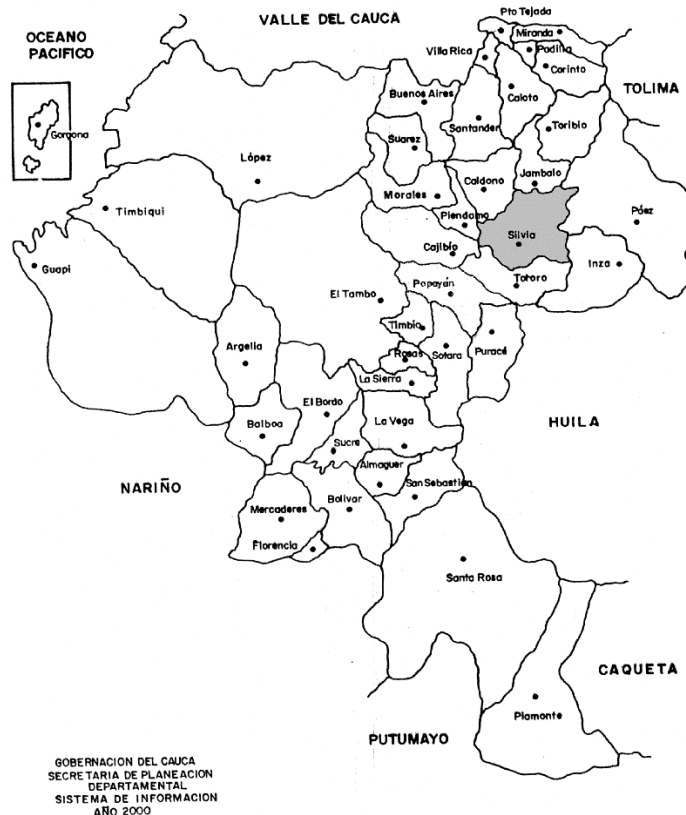 OCEANO
PACIFICO
VALLE DEL CAUCA
Pto Tejada
Miranda
Padilla
Villa Rica
Corinto
TOLIMA
Buenos Aires
Caloto
Gorgona
Santander
Toribio
Suarez
López
Caldono
Jambalo
Morales
Timbiqui
Piendamo
Silvia
Páez
Cajibío
Guapi
Inza
Totoro
Popayán
El Tambo
Timbío
Argelia
Rosas
Sotara
Puracé
La Sierra
El Bordo
Balboa
La Vega
HUILA
Sucre
Almaguer
NARIÑO
San Sebastien
Bolivar
Mercaderes
Florencia
Santa Rosa
CAQUETA
Piamonte
PUTUMAYO
GOBERNACION DEL CAUCA
SECRETARIA DE PLANEACION
DEPARTAMENTAL
SISTEMA DE INFORMACION
AÑO 2000